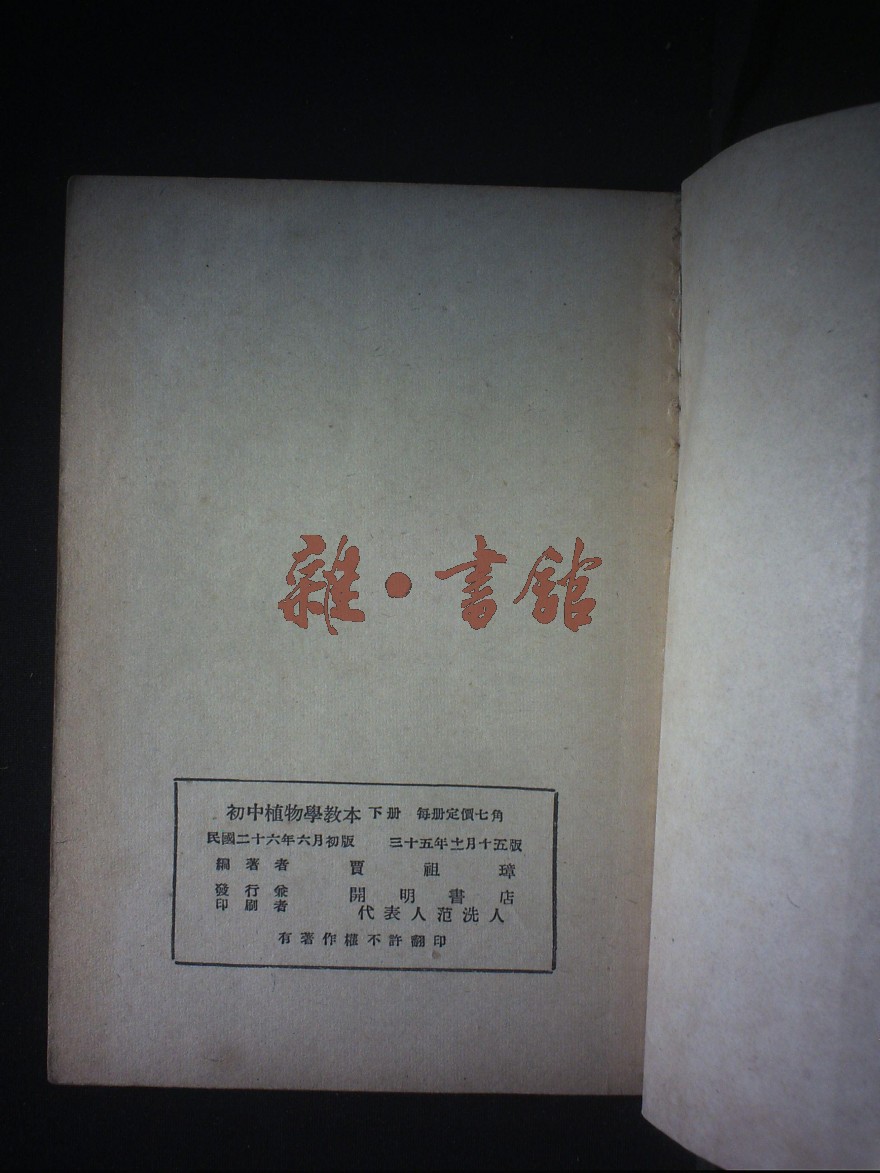 雜·書館
初中植物學教本 下册 每册定價七角
民國二十六年六月初版 三十五年十一月十五版
編著者 賈祖璋
發行兼印刷者 開明書店
代表人范洗人
有著作權不許翻印